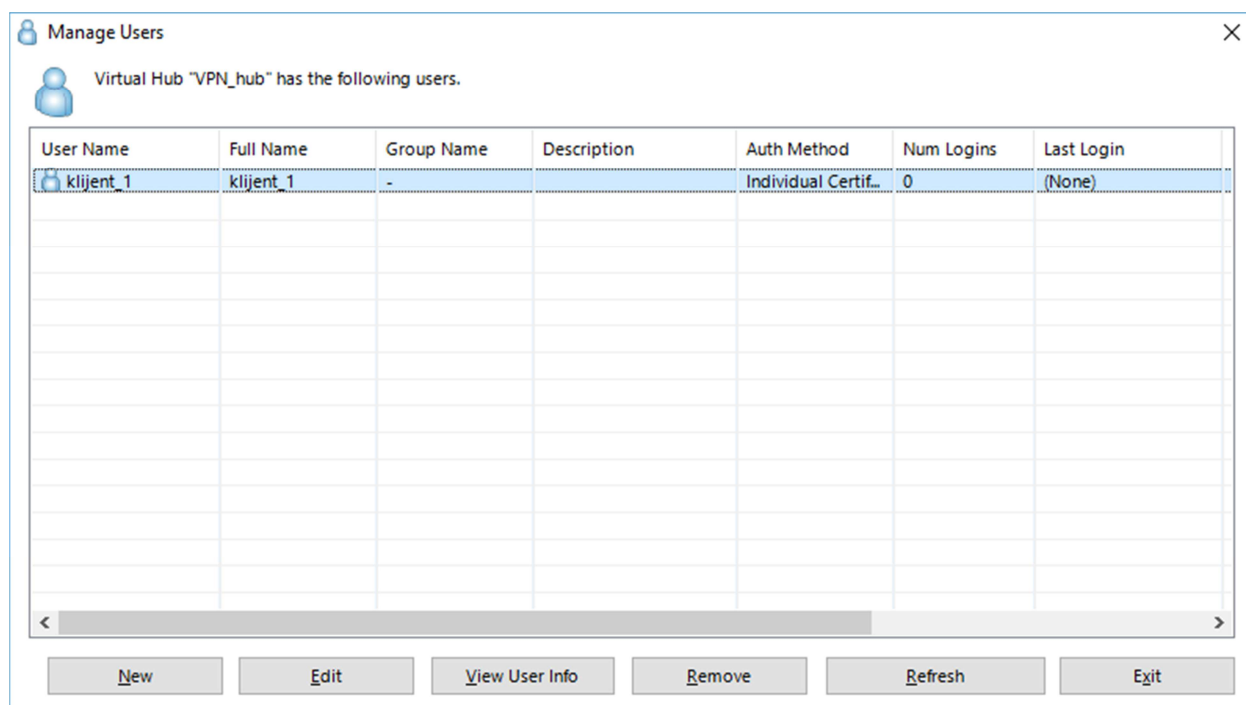 Manage Users
Virtual Hub "VPN_hub" has the following users.
User Name Full Name Group Name Description Auth Method Num Logins Last Login
klijent_1 klijent_1 - Individual Certif... 0 (None)
New Edit View User Info Remove Refresh Exit